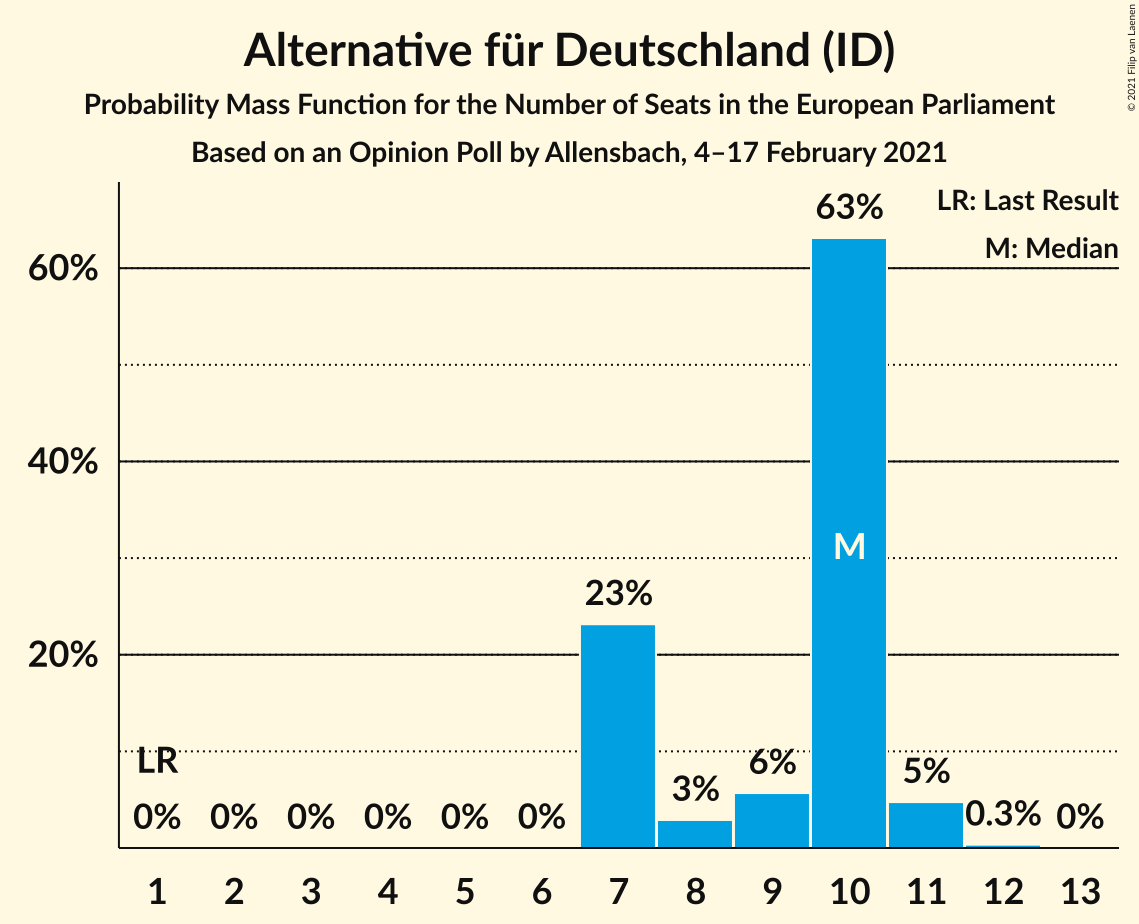 Alternative für Deutschland (ID)
Probability Mass Function for the Number of Seats in the European Parliament
Based on an Opinion Poll by Allensbach, 4–17 February 2021
© 2021 Filip van Laenen
LR: Last Result
M: Median
60%
40%
20%
63%
M
23%
LR
0%
0%
0%
0%
0%
0%
3%
6%
5%
0.3%
0%
1 2 3 4 5 6 7 8 9 10 11 12 13